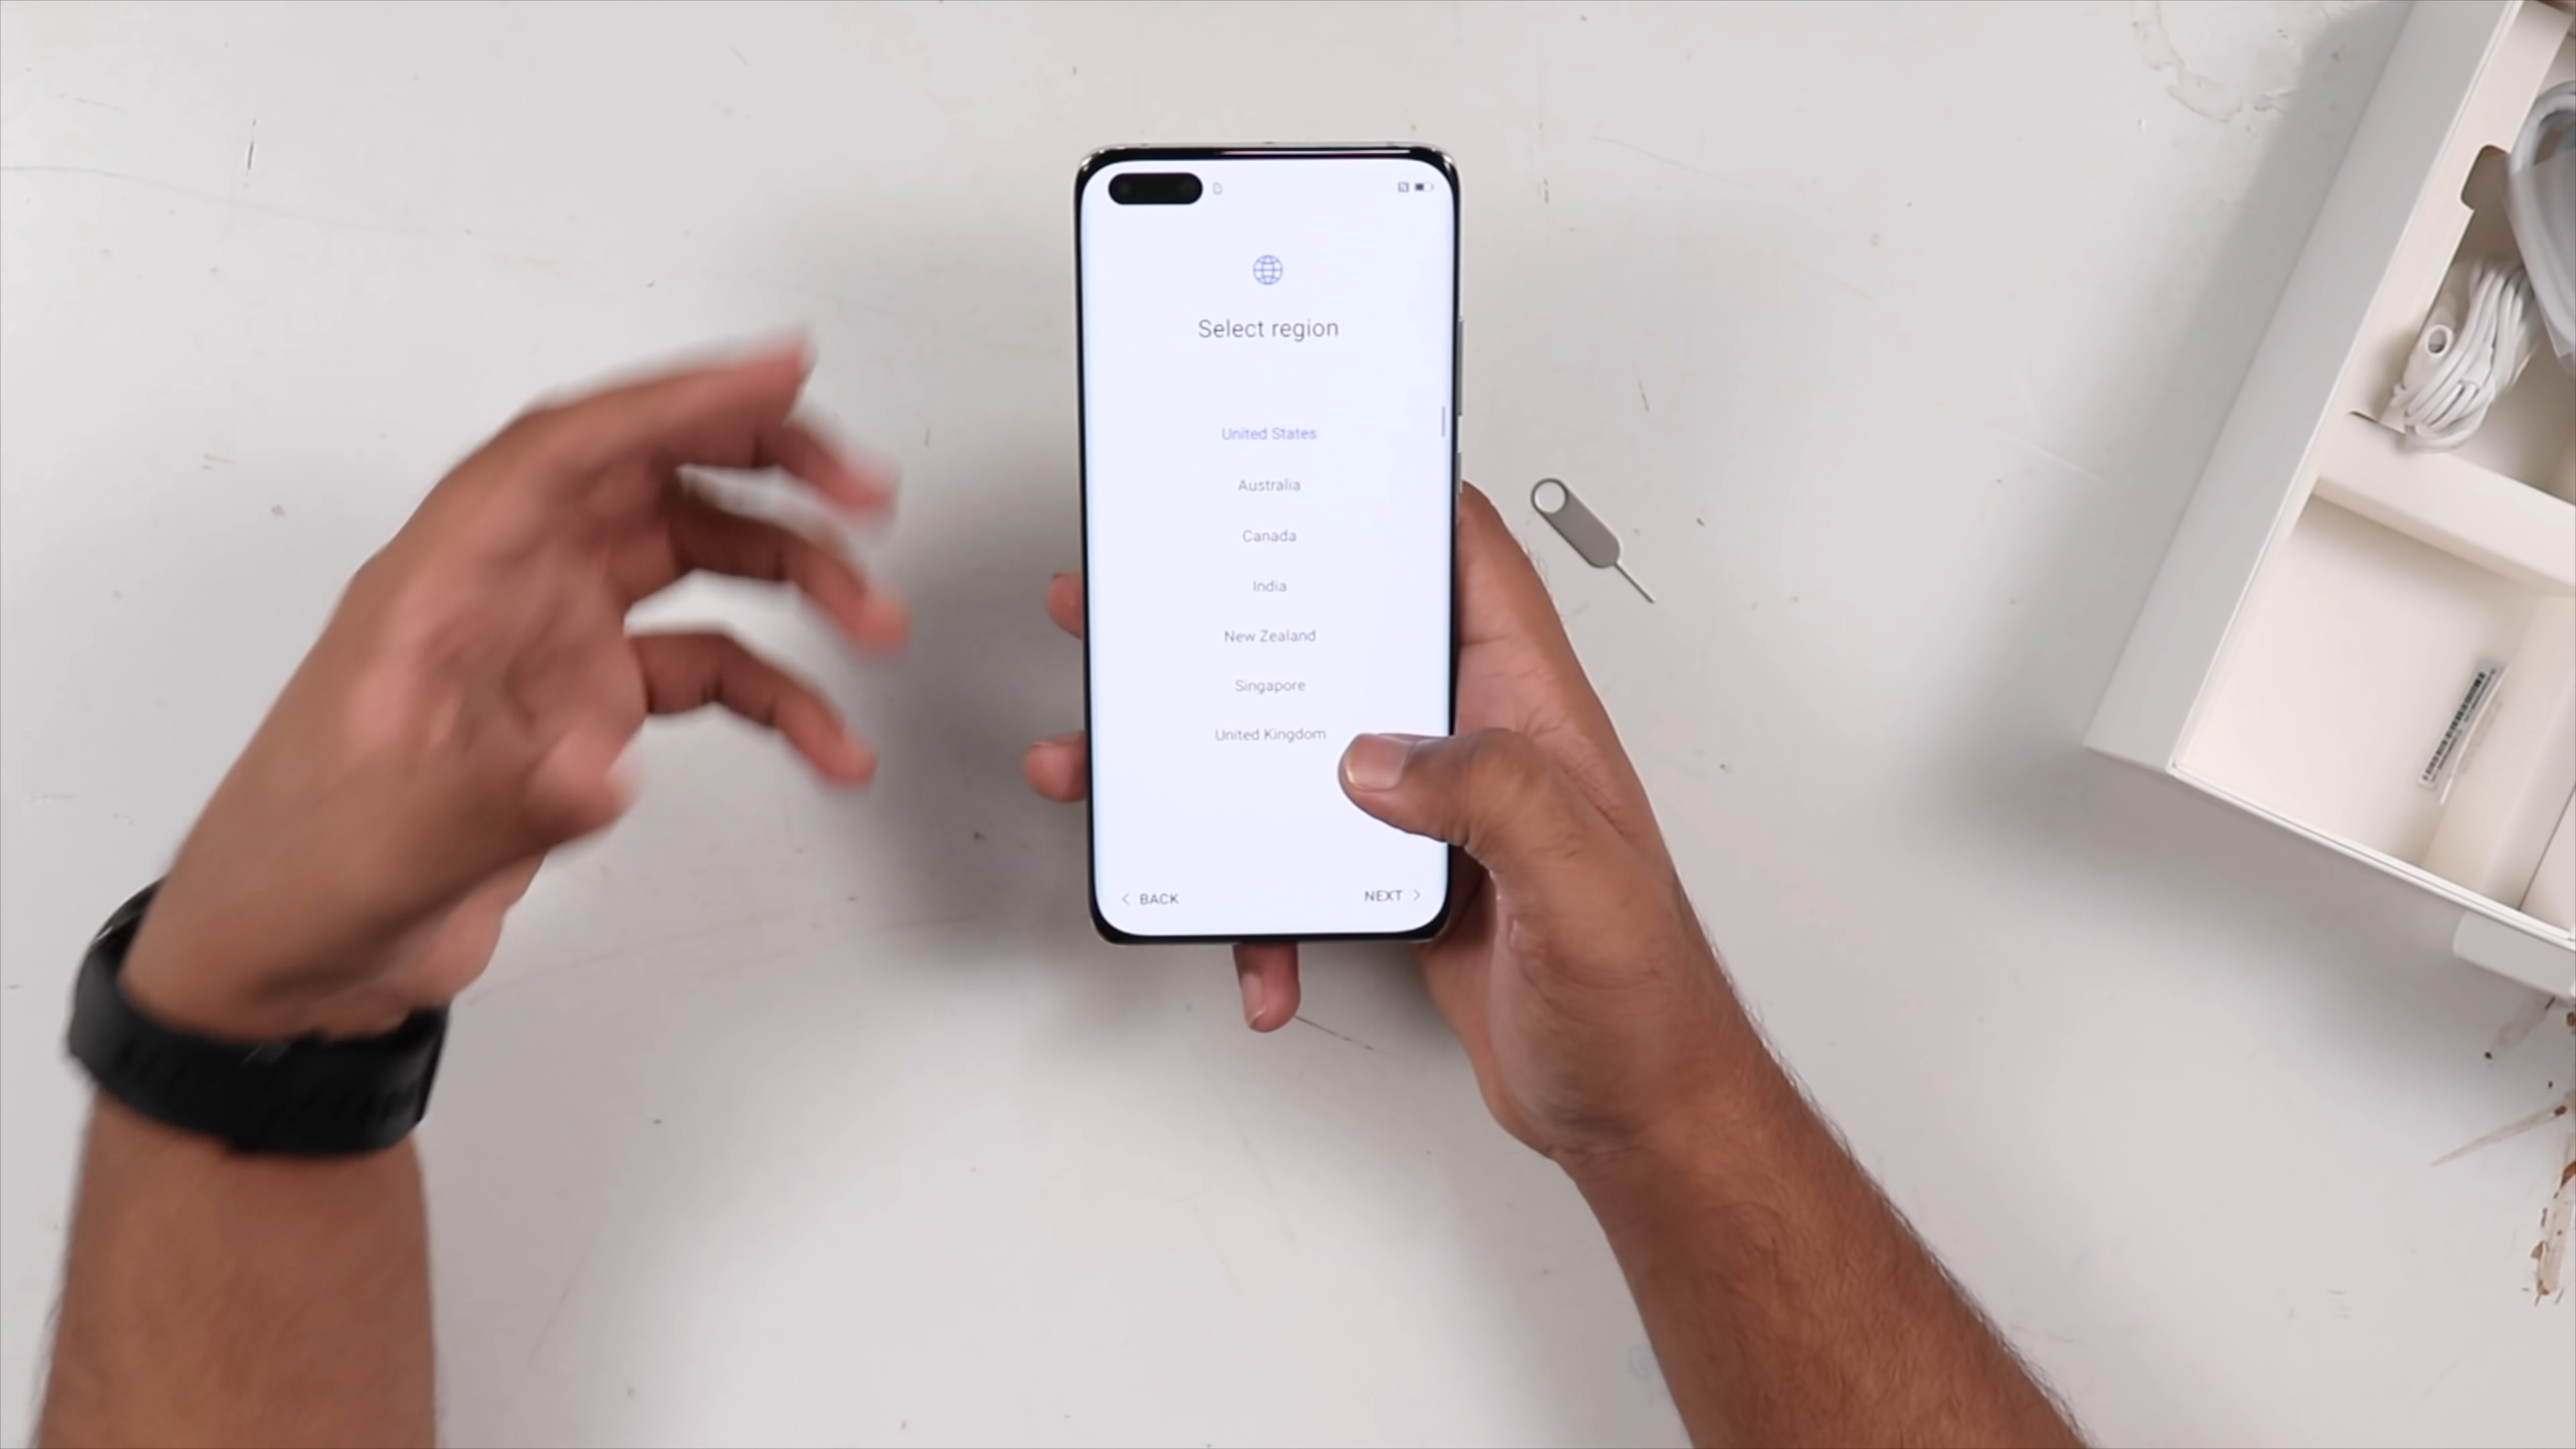 Select region
United States
Australia
Canada
India
New Zealand
Singapore
United Kingdom
BACK
NEXT